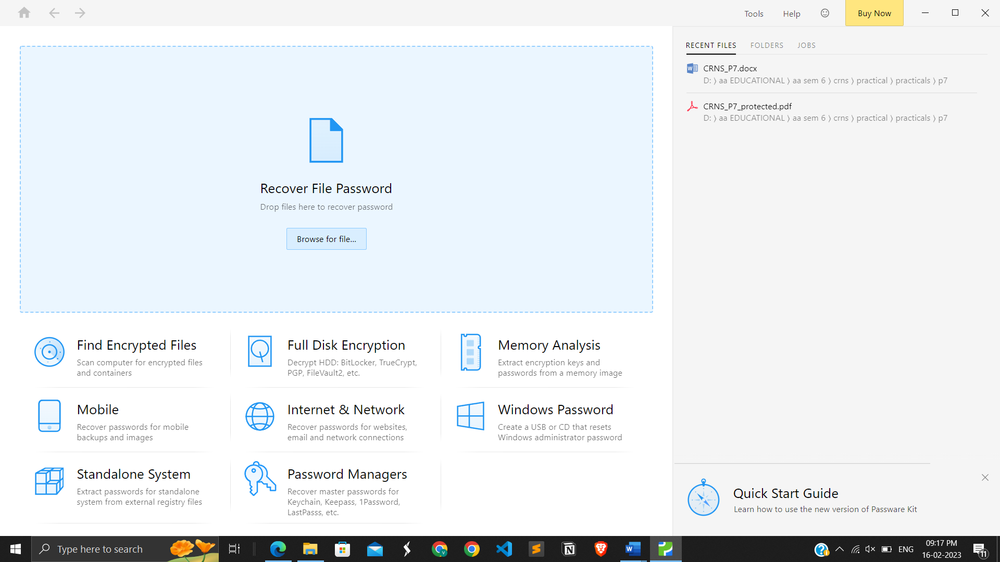 Tools
Help
Buy Now
RECENT FILES
FOLDERS
JOBS
CRNS_P7.docx
D: ⟩ aa EDUCATIONAL ⟩ aa sem 6 ⟩ crns ⟩ practical ⟩ practicals ⟩ p7
CRNS_P7_protected.pdf
D: ⟩ aa EDUCATIONAL ⟩ aa sem 6 ⟩ crns ⟩ practical ⟩ practicals ⟩ p7
Recover File Password
Drop files here to recover password
Browse for file...
Find Encrypted Files
Scan computer for encrypted files
and containers
Full Disk Encryption
Decrypt HDD: BitLocker, TrueCrypt,
PGP, FileVault2, etc.
Memory Analysis
Extract encryption keys and
passwords from a memory image
Mobile
Recover passwords for mobile
backups and images
Internet & Network
Recover passwords for websites,
email and network connections
Windows Password
Create a USB or CD that resets
Windows administrator password
Standalone System
Extract passwords for standalone
system from external registry files
Password Managers
Recover master passwords for
Keychain, Keepass, 1Password,
LastPasss, etc.
Quick Start Guide
Learn how to use the new version of Passware Kit
Type here to search
ENG
09:17 PM
16-02-2023
11